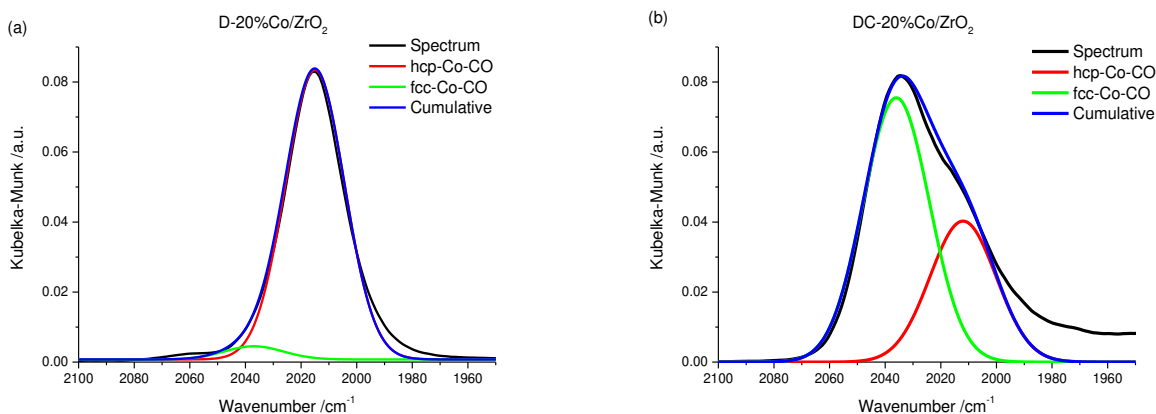 (a)
D-20%Co/ZrO₂
Spectrum
hcp-Co-CO
fcc-Co-CO
Cumulative
0.08
0.06
0.04
0.02
0.00
Kubelka-Munk /a.u.
2100 2080 2060 2040 2020 2000 1980 1960
Wavenumber /cm⁻¹
(b)
DC-20%Co/ZrO₂
Spectrum
hcp-Co-CO
fcc-Co-CO
Cumulative
0.08
0.06
0.04
0.02
0.00
Kubelka-Munk /a.u.
2100 2080 2060 2040 2020 2000 1980 1960
Wavenumber /cm⁻¹